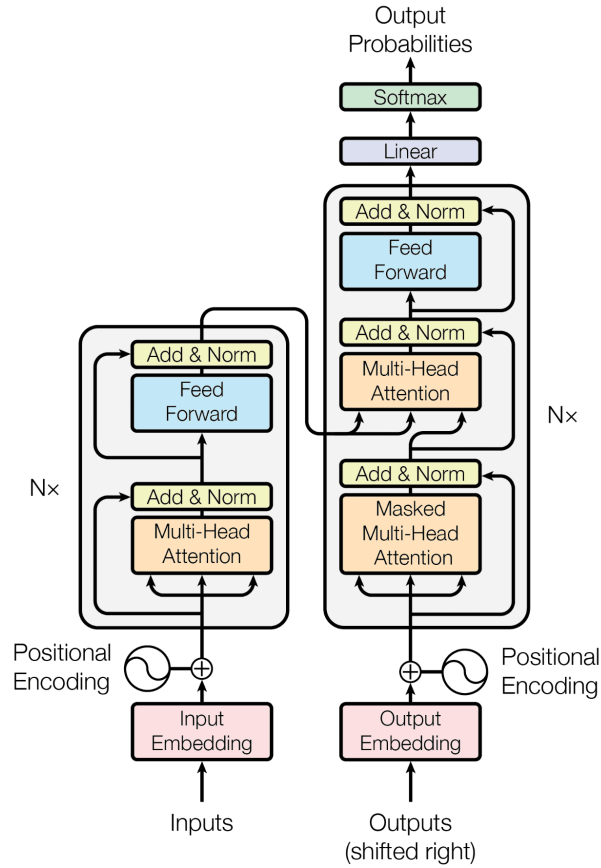 Output
Probabilities
Softmax
Linear
Add & Norm
Feed
Forward
Add & Norm
Multi-Head
Attention
Add & Norm
Masked
Multi-Head
Attention
Nx
Add & Norm
Feed
Forward
Add & Norm
Multi-Head
Attention
Nx
Positional
Encoding
Positional
Encoding
Input
Embedding
Output
Embedding
Inputs
Outputs
(shifted right)